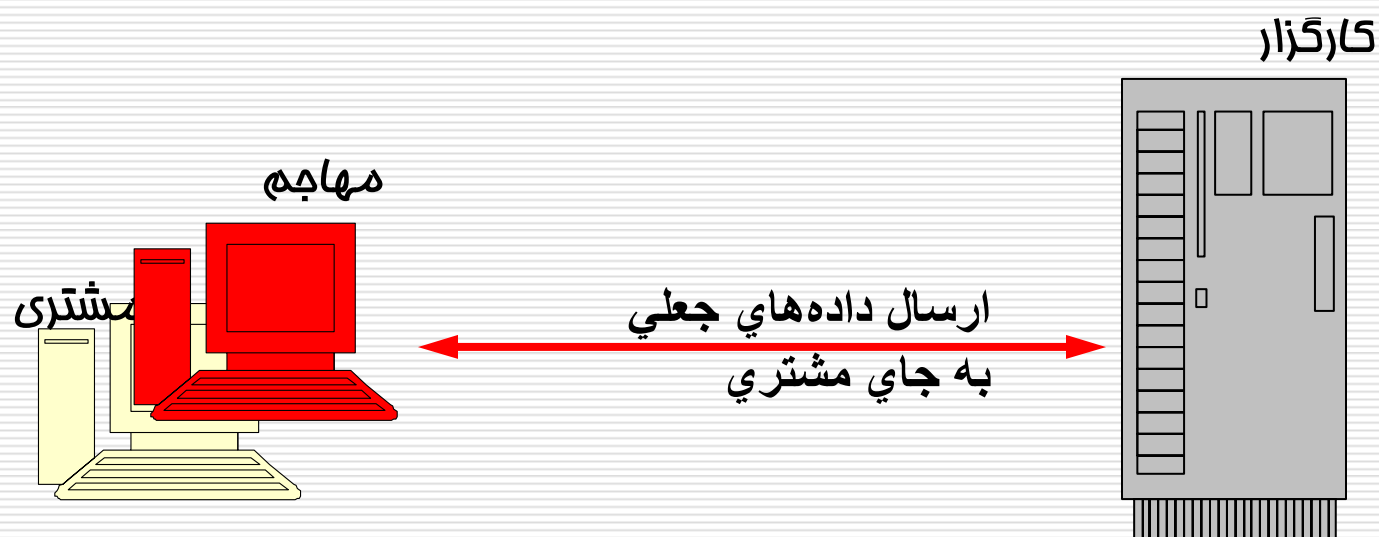 کارگزار
مهاجم
مشتری
ارسال داده‌هاي جعلي
به جاي مشتري